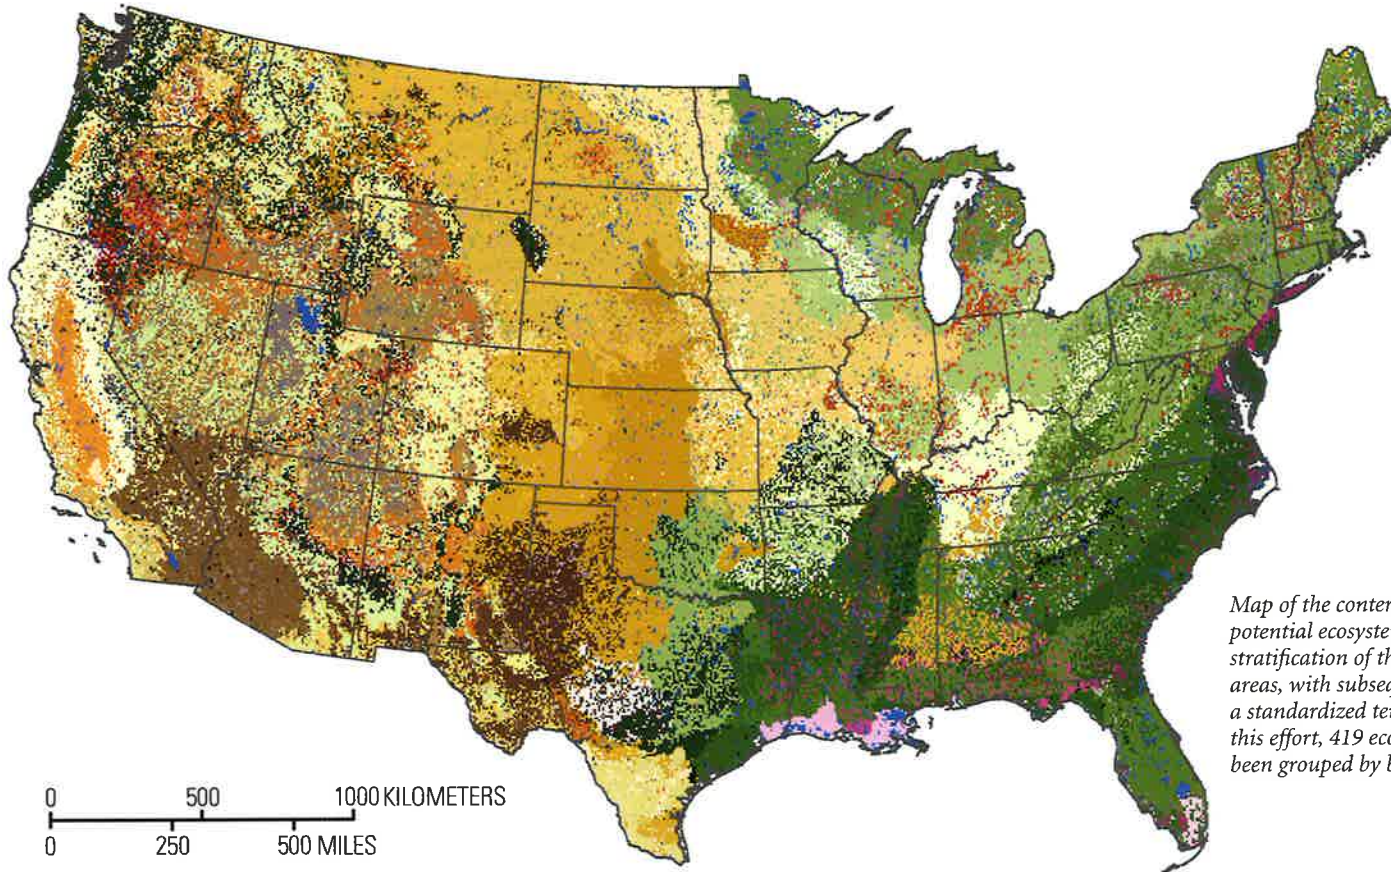 Map of the conter
potential ecosyste
stratification of th
areas, with subseq
a standardized ter
this effort, 419 eco
been grouped by b
0 500 1000 KILOMETERS
0 250 500 MILES